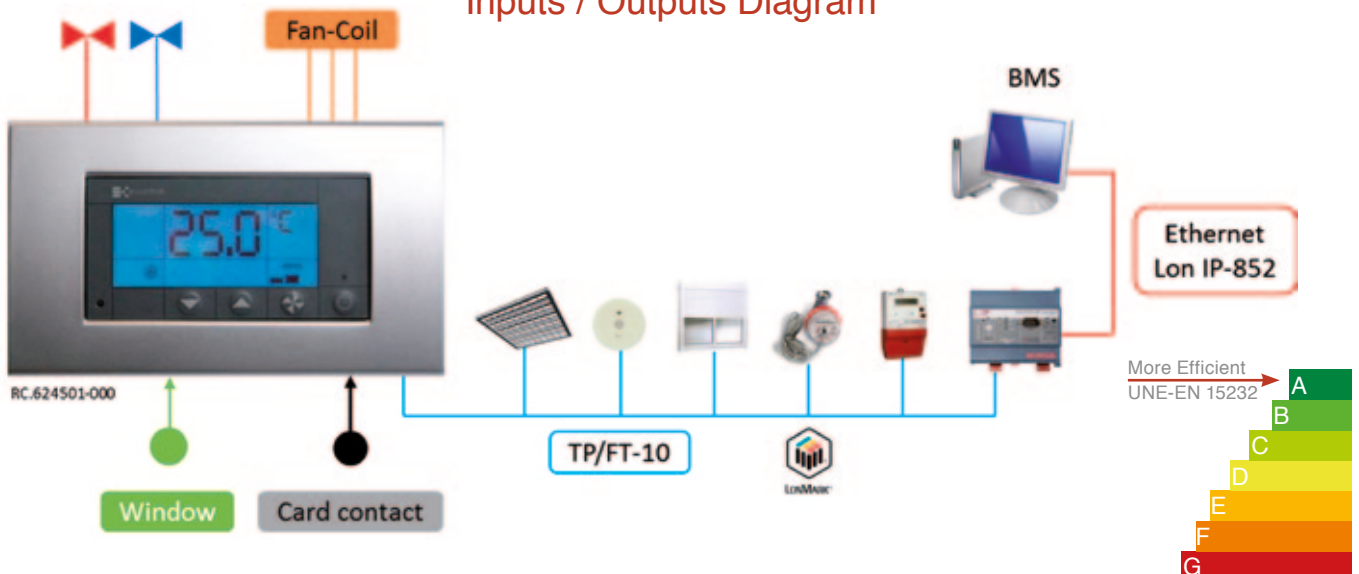 Inputs / Outputs Diagram
Fan-Coil
BMS
25.0 °C
Ethernet
Lon IP-852
RC.624501-000
More Efficient
UNE-EN 15232
A
B
C
D
E
F
G
TP/FT-10
LONMARK
Window
Card contact